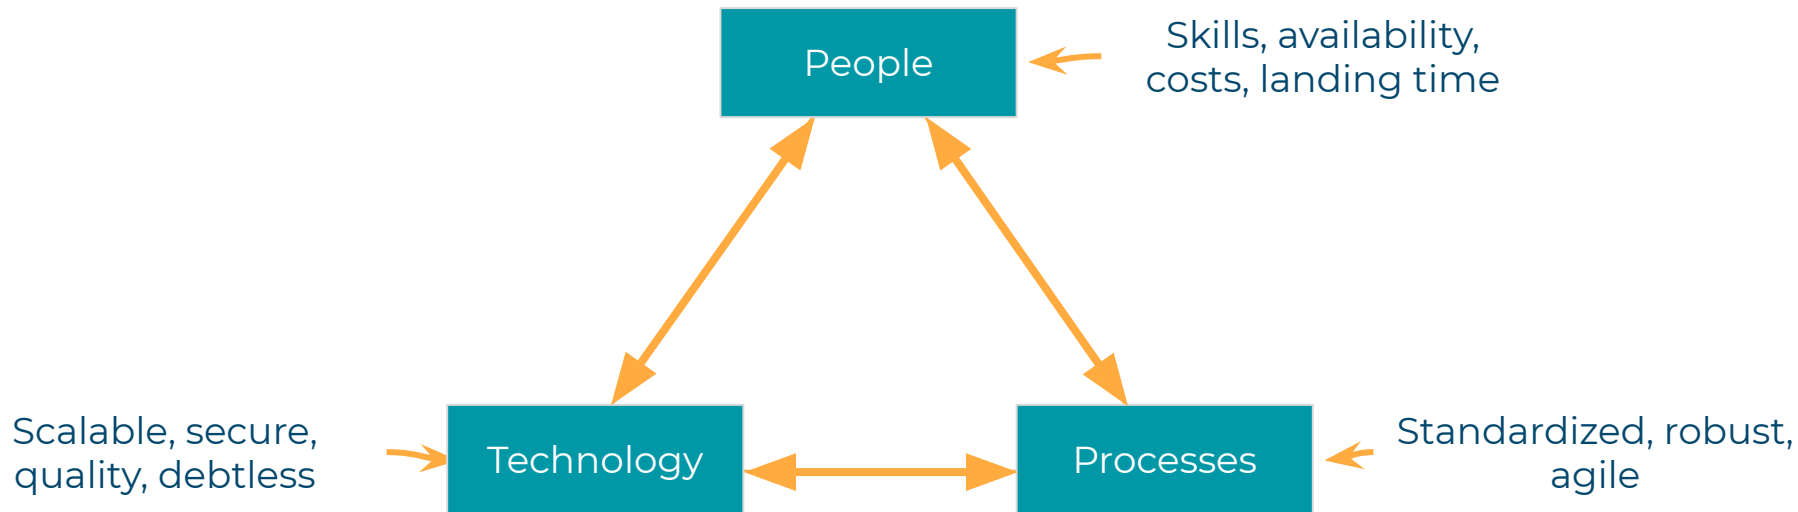 People
Skills, availability,
costs, landing time
Scalable, secure,
quality, debtless
Technology
Processes
Standardized, robust,
agile